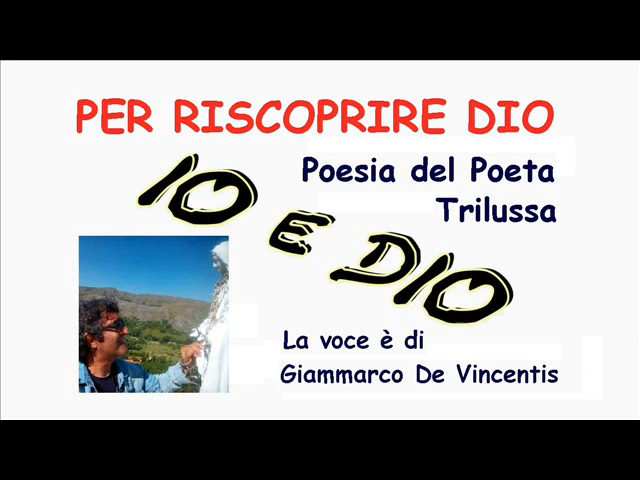 PER RISCOPRIRE DIO
Poesia del Poeta
Trilussa
IO E DIO
La voce è di
Giammarco De Vincentis